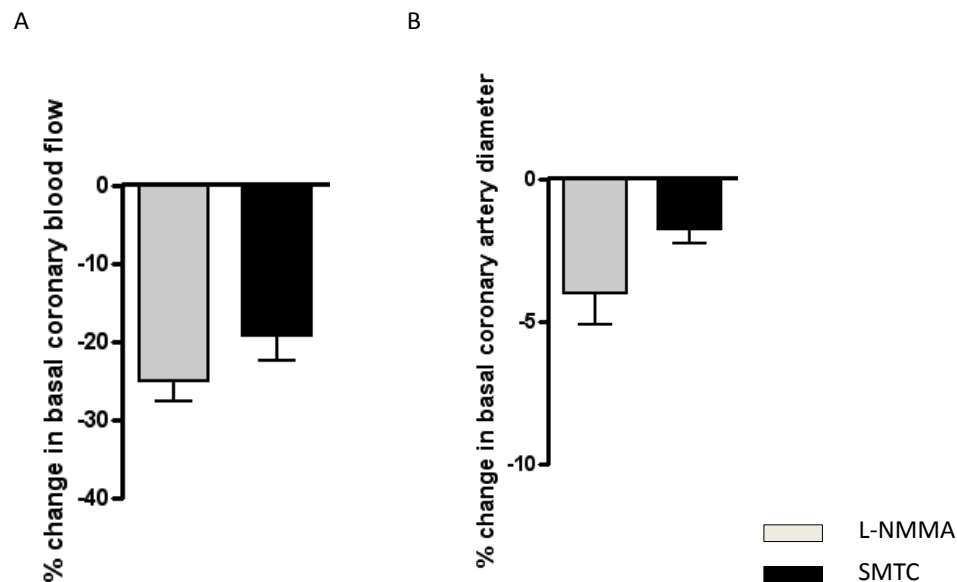 A
B
% change in basal coronary blood flow
0
-10
-20
-30
-40
% change in basal coronary artery diameter
0
-5
-10
L-NMMA
SMTC